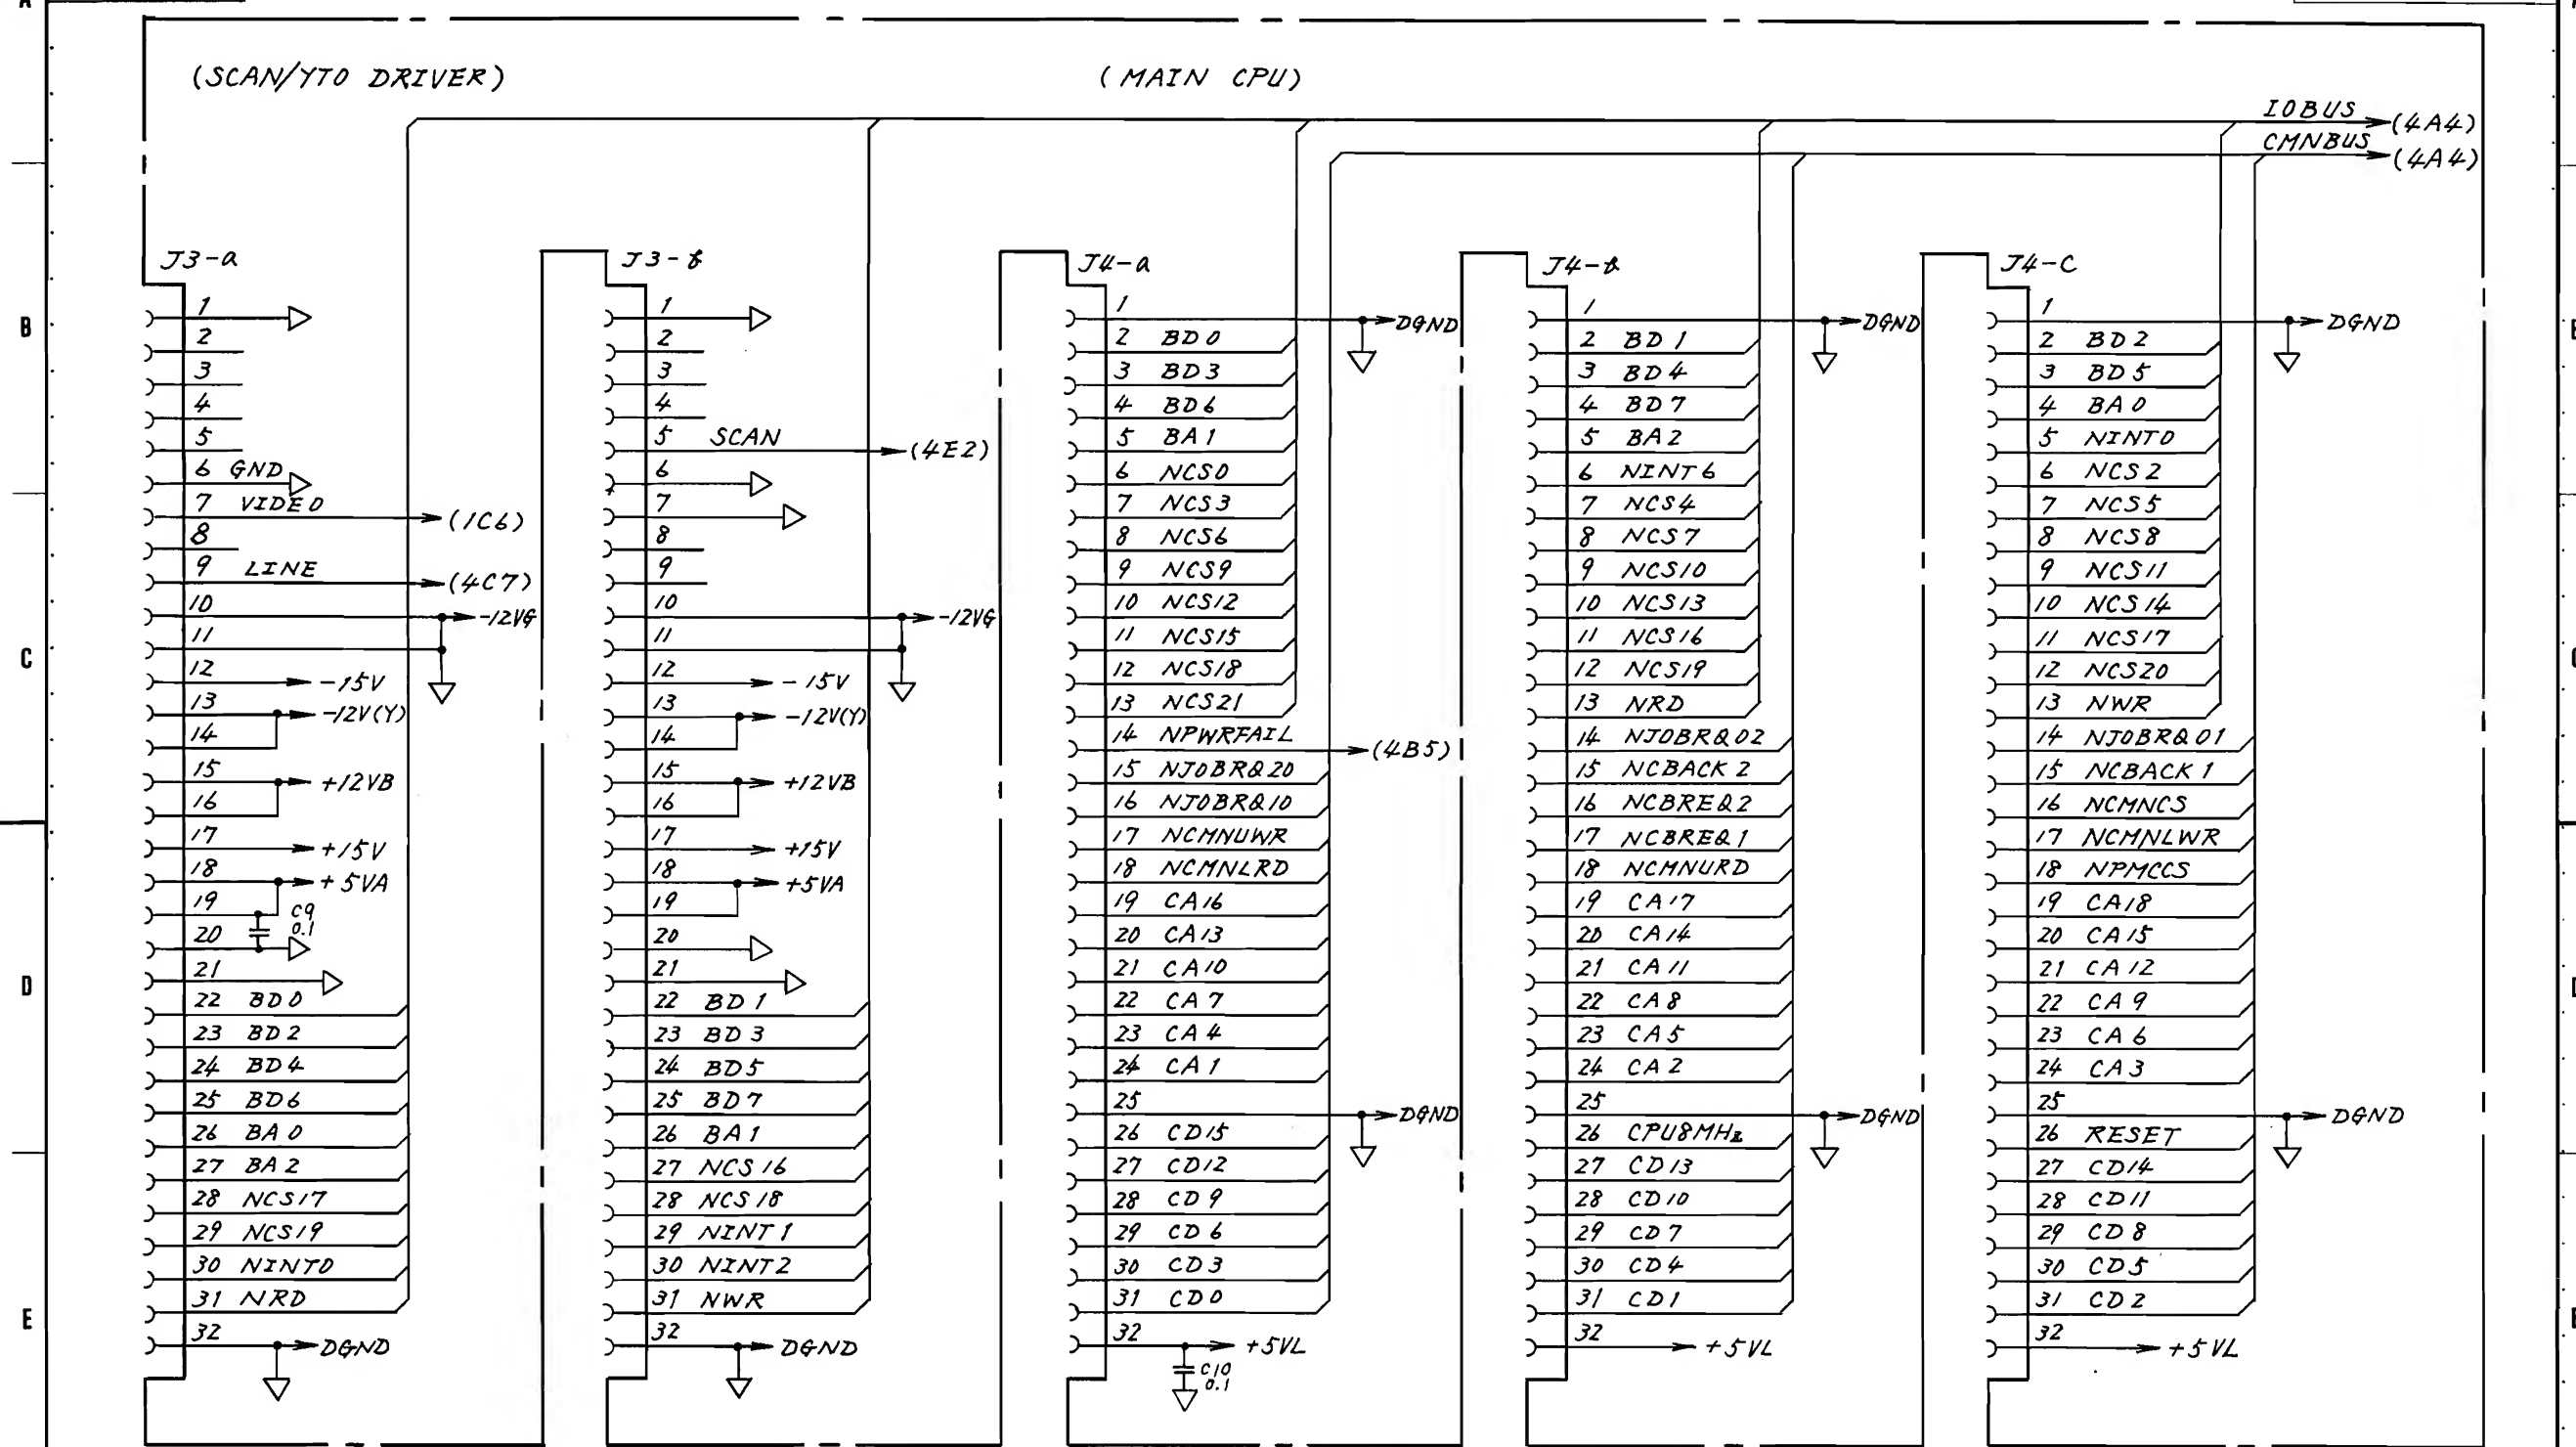 A
(SCAN/YTO DRIVER)
(MAIN CPU)
IOBUS (4A4)
CMNBUS (4A4)
B
C
D
E
J3-a
1
2
3
4
5
6 GND
7 VIDEO (1C6)
8
9 LINE (4C7)
10 -12VG
11
12 -15V
13 -12V(Y)
14
15 +12VB
16
17 +15V
18 +5VA
19 C9 0.1
20
21
22 BD0
23 BD2
24 BD4
25 BD6
26 BA0
27 BA2
28 NCS17
29 NCS19
30 NINT0
31 NRD
32 DGND
J3-b
1
2
3
4
5 SCAN (4E2)
6
7
8
9
10 -12VG
11
12 -15V
13 -12V(Y)
14
15 +12VB
16
17 +15V
18 +5VA
19
20
21
22 BD1
23 BD3
24 BD5
25 BD7
26 BA1
27 NCS16
28 NCS18
29 NINT1
30 NINT2
31 NWR
32 DGND
J4-a
1 DGND
2 BD0
3 BD3
4 BD6
5 BA1
6 NCS0
7 NCS3
8 NCS6
9 NCS9
10 NCS12
11 NCS15
12 NCS18
13 NCS21
14 NPWRFAIL (4B5)
15 NJOBRQ20
16 NJOBRQ10
17 NCMNUWR
18 NCMNLRD
19 CA16
20 CA13
21 CA10
22 CA7
23 CA4
24 CA1
25 DGND
26 CD15
27 CD12
28 CD9
29 CD6
30 CD3
31 CD0
32 +5VL
C10
0.1
J4-b
1 DGND
2 BD1
3 BD4
4 BD7
5 BA2
6 NINT6
7 NCS4
8 NCS7
9 NCS10
10 NCS13
11 NCS16
12 NCS19
13 NRD
14 NJOBRQ02
15 NCBACK2
16 NCBREQ2
17 NCBREQ1
18 NCMNURD
19 CA17
20 CA14
21 CA11
22 CA8
23 CA5
24 CA2
25 DGND
26 CPU8MHz
27 CD13
28 CD10
29 CD7
30 CD4
31 CD1
32 +5VL
J4-C
1 DGND
2 BD2
3 BD5
4 BA0
5 NINT0
6 NCS2
7 NCS5
8 NCS8
9 NCS11
10 NCS14
11 NCS17
12 NCS20
13 NWR
14 NJOBRQ01
15 NCBACK1
16 NCMNCS
17 NCMNLWR
18 NPMCCS
19 CA18
20 CA15
21 CA12
22 CA9
23 CA6
24 CA3
25 DGND
26 RESET
27 CD14
28 CD11
29 CD8
30 CD5
31 CD2
32 +5VL